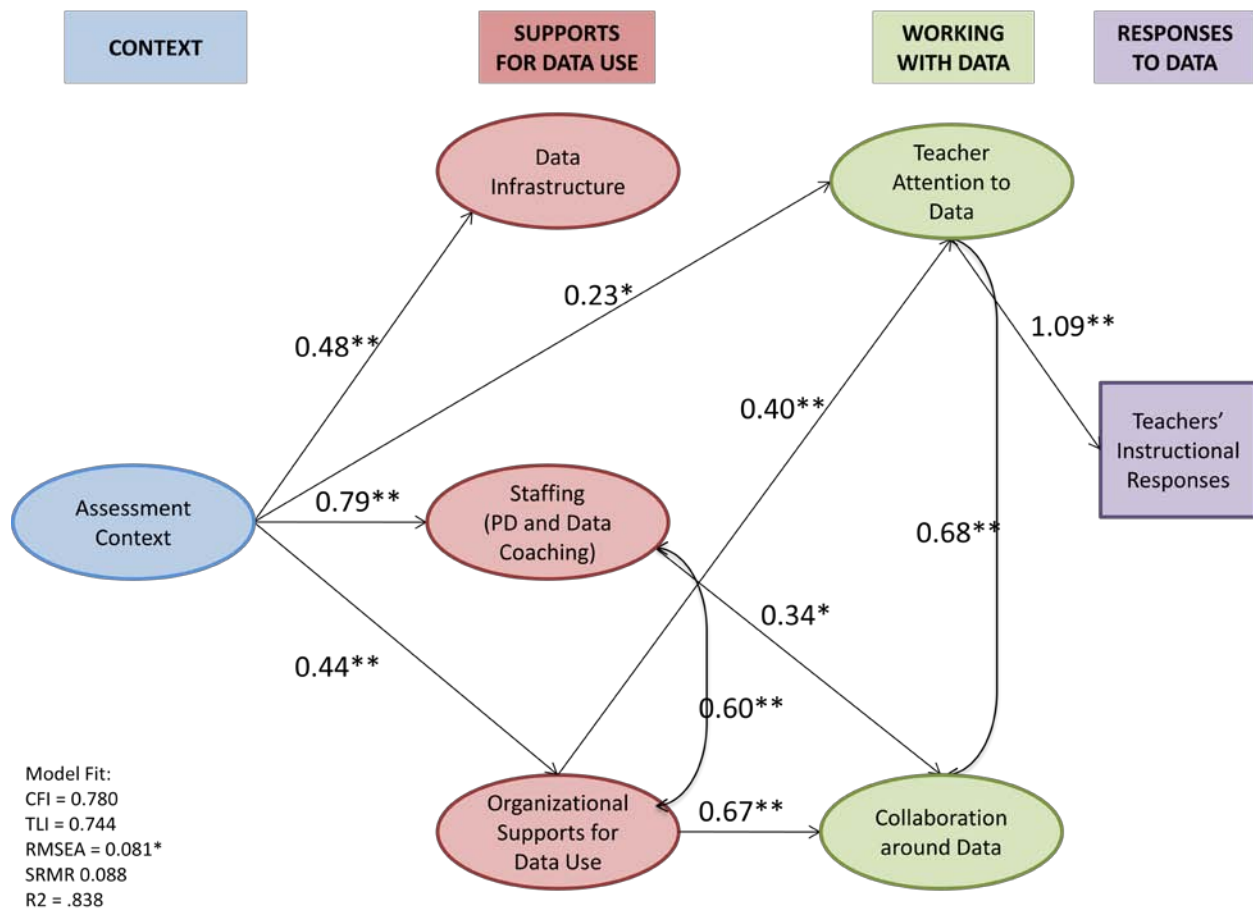 CONTEXT
SUPPORTS
FOR DATA USE
WORKING
WITH DATA
RESPONSES
TO DATA
Data
Infrastructure
Teacher
Attention to
Data
0.23*
0.48**
1.09**
0.40**
Teachers’
Instructional
Responses
Assessment
Context
0.79**
Staffing
(PD and Data
Coaching)
0.68**
0.34*
0.44**
0.60**
Model Fit:
CFI = 0.780
TLI = 0.744
RMSEA = 0.081*
SRMR 0.088
R2 = .838
Organizational
Supports for
Data Use
0.67**
Collaboration
around Data